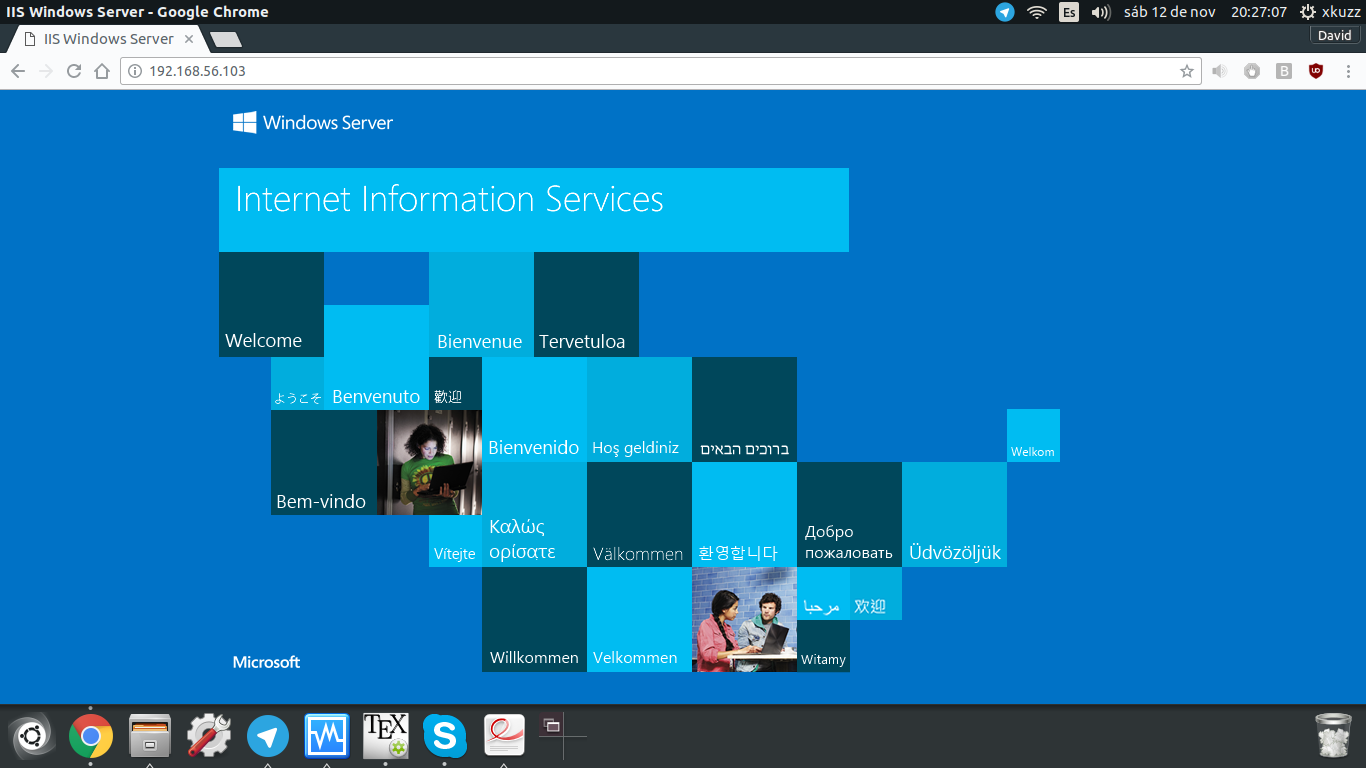 IIS Windows Server - Google Chrome
Es
sáb 12 de nov
20:27:07
xkuzz
IIS Windows Server
David
192.168.56.103
B
Windows Server
Internet Information Services
Welcome
Bienvenue
Tervetuloa
ようこそ
Benvenuto
歡迎
Bienvenido
Hoş geldiniz
ברוכים הבאים
Welkom
Bem-vindo
Vítejte
Καλώς
ορίσατε
Välkommen
환영합니다
Добро
пожаловать
Üdvözöljük
مرحبا
欢迎
Willkommen
Velkommen
Witamy
Microsoft
TEX
S